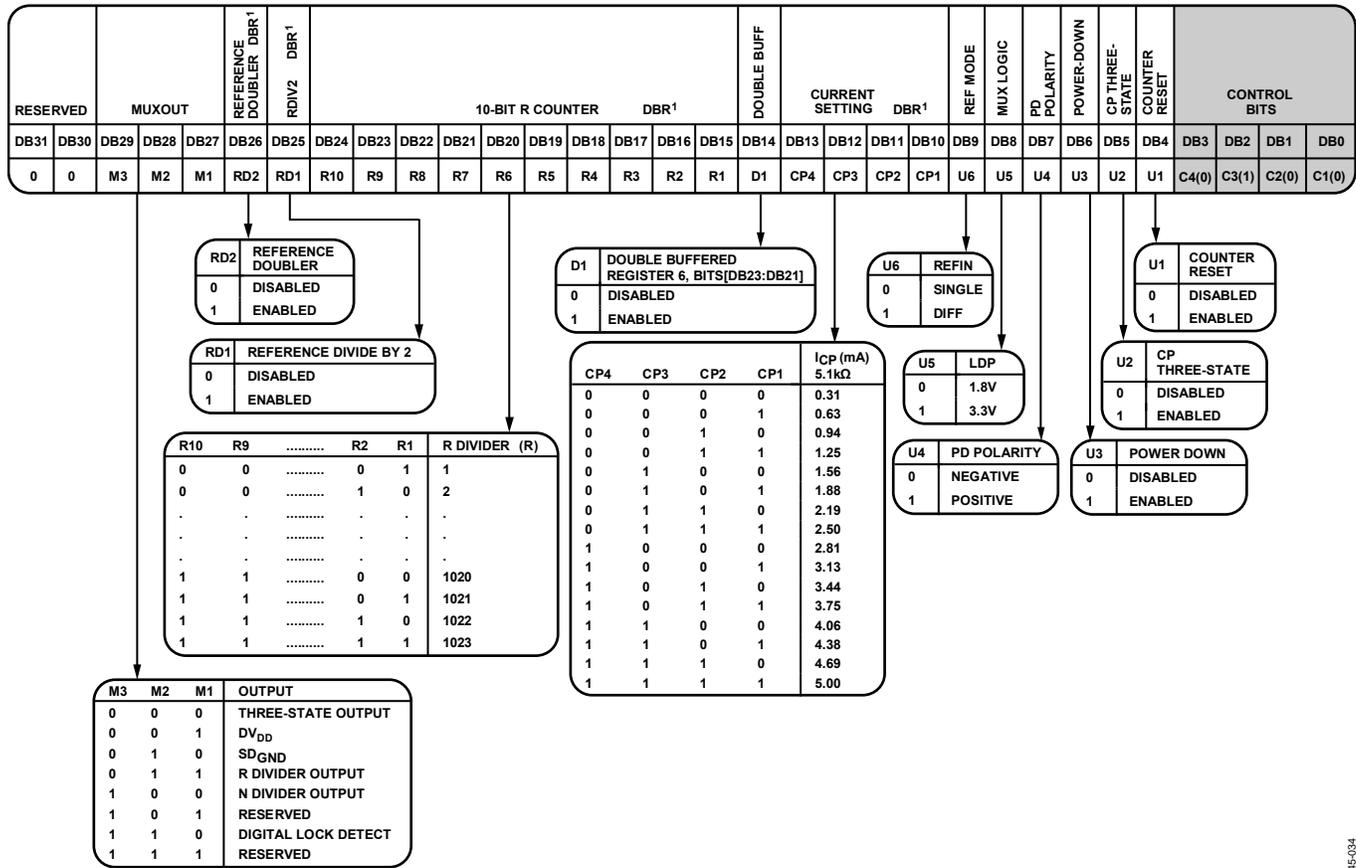 RESERVED MUXOUT REFERENCE DOUBLER DBR1 RDIV2 DBR1 10-BIT R COUNTER DBR1 DOUBLE BUFF CURRENT SETTING DBR1 REF MODE MUX LOGIC PD POLARITY POWER-DOWN CP THREE-STATE COUNTER RESET CONTROL BITS
DB31 DB30 DB29 DB28 DB27 DB26 DB25 DB24 DB23 DB22 DB21 DB20 DB19 DB18 DB17 DB16 DB15 DB14 DB13 DB12 DB11 DB10 DB9 DB8 DB7 DB6 DB5 DB4 DB3 DB2 DB1 DB0
0 0 M3 M2 M1 RD2 RD1 R10 R9 R8 R7 R6 R5 R4 R3 R2 R1 D1 CP4 CP3 CP2 CP1 U6 U5 U4 U3 U2 U1 C4(0) C3(1) C2(0) C1(0)
RD2 REFERENCE DOUBLER
0 DISABLED
1 ENABLED
RD1 REFERENCE DIVIDE BY 2
0 DISABLED
1 ENABLED
R10 R9 .......... R2 R1 R DIVIDER (R)
0 0 .......... 0 1 1
0 0 .......... 1 0 2
. . .......... . . .
. . .......... . . .
. . .......... . . .
1 1 .......... 0 0 1020
1 1 .......... 0 1 1021
1 1 .......... 1 0 1022
1 1 .......... 1 1 1023
M3 M2 M1 OUTPUT
0 0 0 THREE-STATE OUTPUT
0 0 1 DVDD
0 1 0 SDGND
0 1 1 R DIVIDER OUTPUT
1 0 0 N DIVIDER OUTPUT
1 0 1 RESERVED
1 1 0 DIGITAL LOCK DETECT
1 1 1 RESERVED
D1 DOUBLE BUFFERED
REGISTER 6, BITS[DB23:DB21]
0 DISABLED
1 ENABLED
CP4 CP3 CP2 CP1 ICP (mA) 5.1kΩ
0 0 0 0 0.31
0 0 0 1 0.63
0 0 1 0 0.94
0 0 1 1 1.25
0 1 0 0 1.56
0 1 0 1 1.88
0 1 1 0 2.19
0 1 1 1 2.50
1 0 0 0 2.81
1 0 0 1 3.13
1 0 1 0 3.44
1 0 1 1 3.75
1 1 0 0 4.06
1 1 0 1 4.38
1 1 1 0 4.69
1 1 1 1 5.00
U6 REFIN
0 SINGLE
1 DIFF
U5 LDP
0 1.8V
1 3.3V
U4 PD POLARITY
0 NEGATIVE
1 POSITIVE
U1 COUNTER RESET
0 DISABLED
1 ENABLED
U2 CP THREE-STATE
0 DISABLED
1 ENABLED
U3 POWER DOWN
0 DISABLED
1 ENABLED
45-034